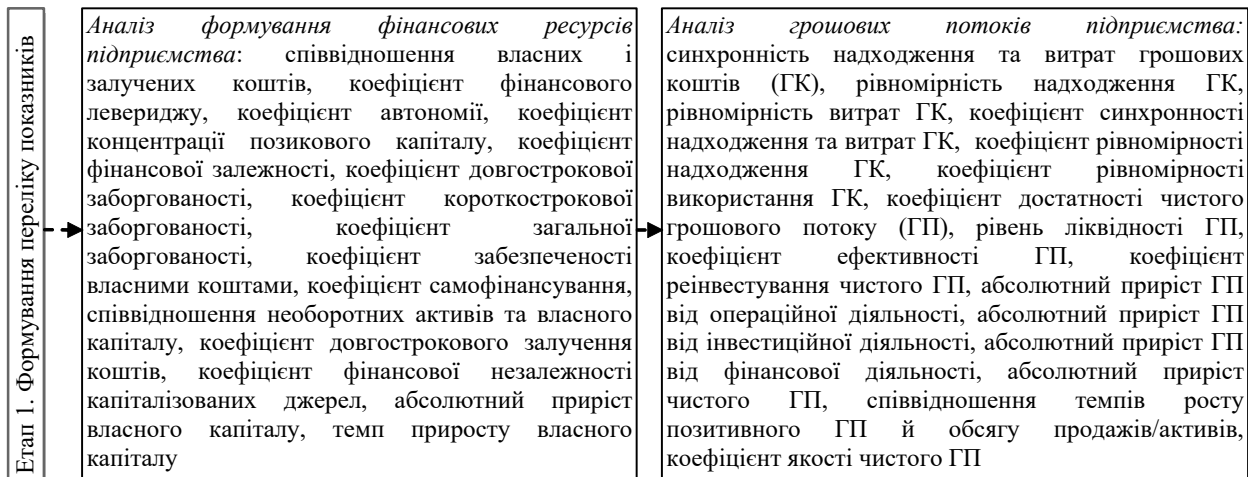 Етап 1. Формування переліку показників
Аналіз формування фінансових ресурсів
підприємства: співвідношення власних і
залучених коштів, коефіцієнт фінансового
левериджу, коефіцієнт автономії, коефіцієнт
концентрації позикового капіталу, коефіцієнт
фінансової залежності, коефіцієнт довгострокової
заборгованості, коефіцієнт короткострокової
заборгованості, коефіцієнт загальної
заборгованості, коефіцієнт забезпеченості
власними коштами, коефіцієнт самофінансування,
співвідношення необоротних активів та власного
капіталу, коефіцієнт довгострокового залучення
коштів, коефіцієнт фінансової незалежності
капіталізованих джерел, абсолютний приріст
власного капіталу, темп приросту власного
капіталу
Аналіз грошових потоків підприємства:
синхронність надходження та витрат грошових
коштів (ГК), рівномірність надходження ГК,
рівномірність витрат ГК, коефіцієнт синхронності
надходження та витрат ГК, коефіцієнт рівномірності
надходження ГК, коефіцієнт рівномірності
використання ГК, коефіцієнт достатності чистого
грошового потоку (ГП), рівень ліквідності ГП,
коефіцієнт ефективності ГП, коефіцієнт
реінвестування чистого ГП, абсолютний приріст ГП
від операційної діяльності, абсолютний приріст ГП
від інвестиційної діяльності, абсолютний приріст ГП
від фінансової діяльності, абсолютний приріст
чистого ГП, співвідношення темпів росту
позитивного ГП й обсягу продажів/активів,
коефіцієнт якості чистого ГП